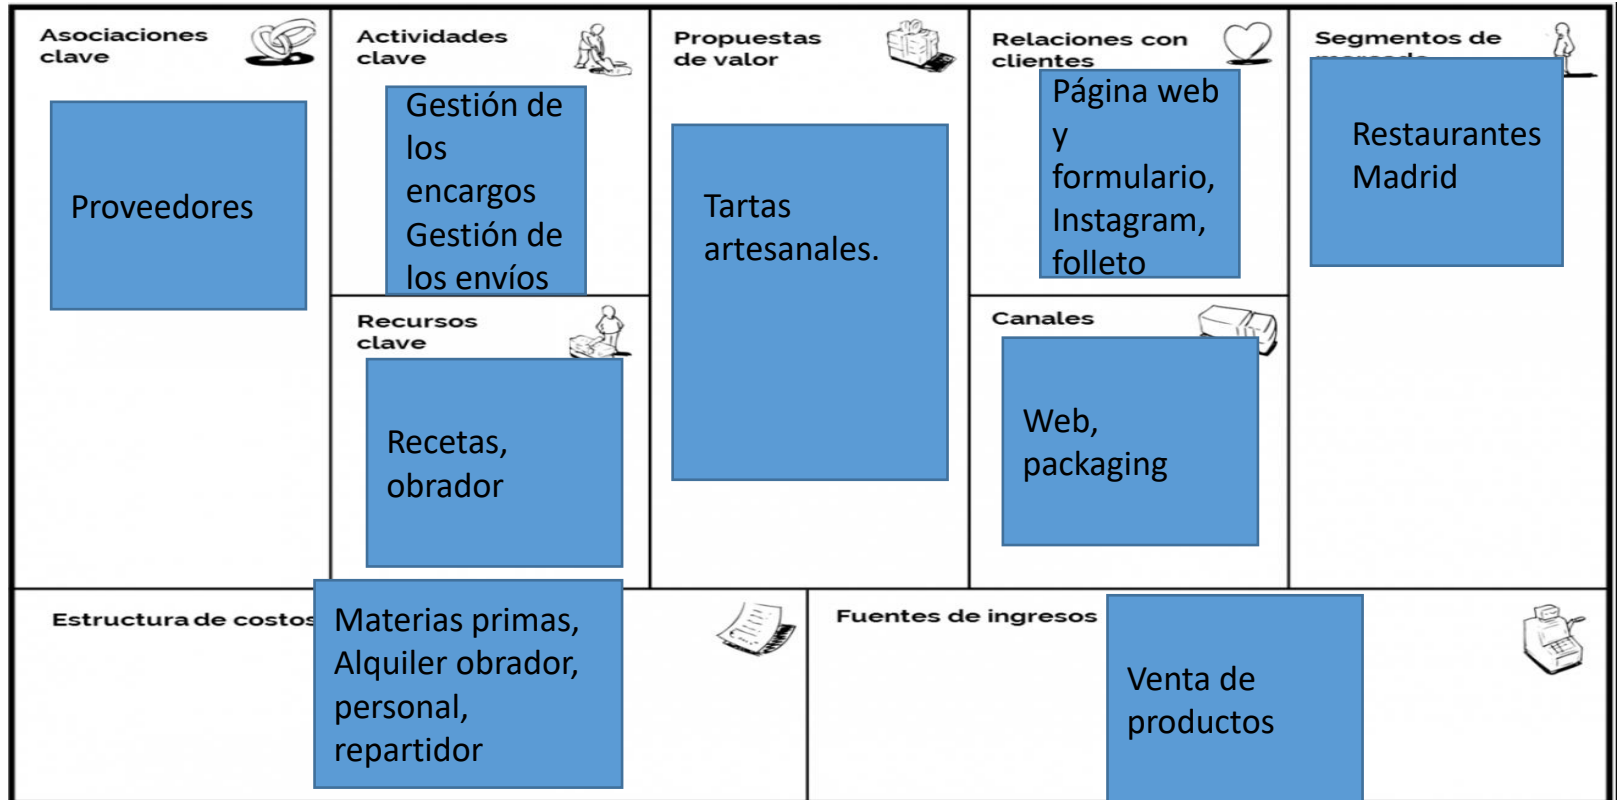 Asociaciones
clave
Proveedores
Actividades
clave
Gestión de
los
encargos
Gestión de
los envíos
Recursos
clave
Recetas,
obrador
Propuestas
de valor
Tartas
artesanales.
Relaciones con
clientes
Página web
y
formulario,
Instagram,
folleto
Canales
Web,
packaging
Segmentos de
Restaurantes
Madrid
Estructura de costos
Materias primas,
Alquiler obrador,
personal,
repartidor
Fuentes de ingresos
Venta de
productos